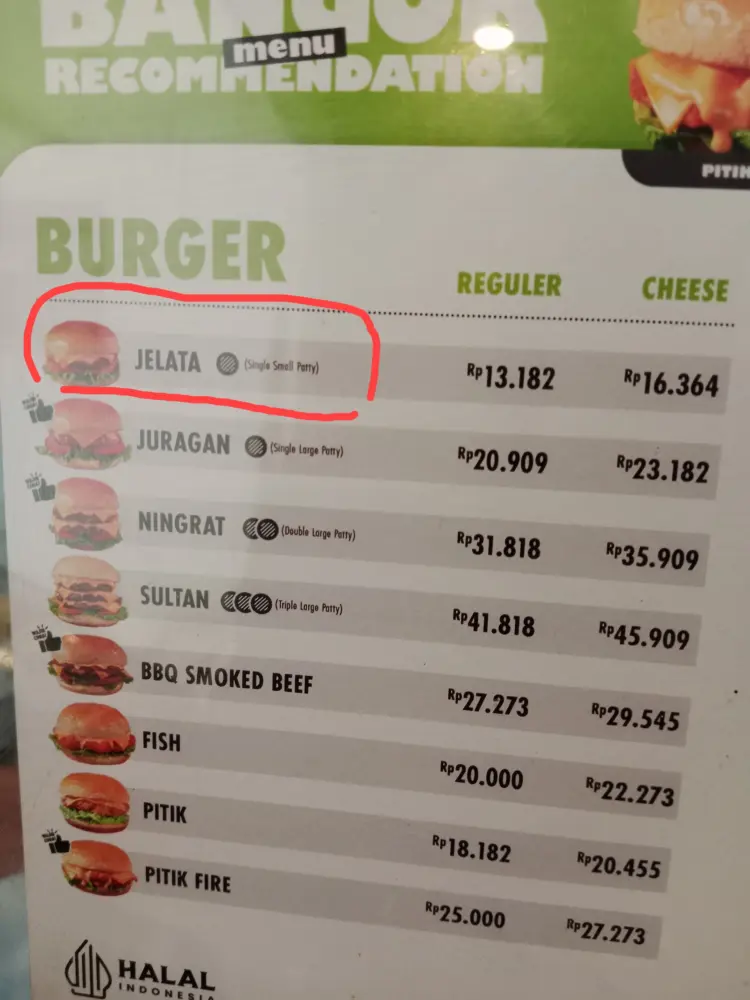 BANGOR
menu
RECOMMENDATION
PITIK
BURGER
REGULER CHEESE
JELATA (Single Small Patty) Rp13.182 Rp16.364
JURAGAN (Single Large Patty) Rp20.909 Rp23.182
NINGRAT (Double Large Patty) Rp31.818 Rp35.909
SULTAN (Triple Large Patty) Rp41.818 Rp45.909
BBQ SMOKED BEEF Rp27.273 Rp29.545
FISH Rp20.000 Rp22.273
PITIK Rp18.182 Rp20.455
PITIK FIRE Rp25.000 Rp27.273
HALAL
INDONESIA